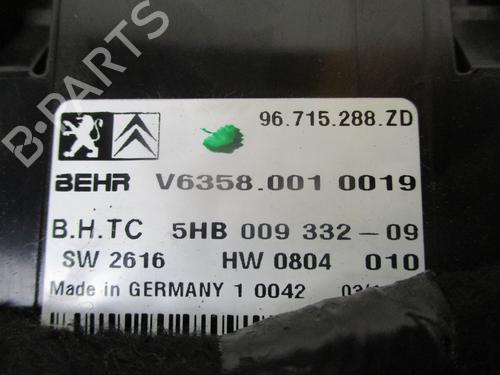 B-PARTS
96.715.288.ZD
BEHR V6358.001 0019
B.H.TC 5HB 009 332-09
SW 2616 HW 0804 010
Made in GERMANY 1 0042 03/